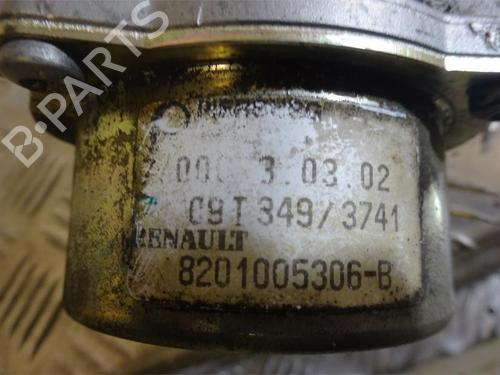 B-PARTS
3.03.02
C9T 349/3741
RENAULT
8201005306-B